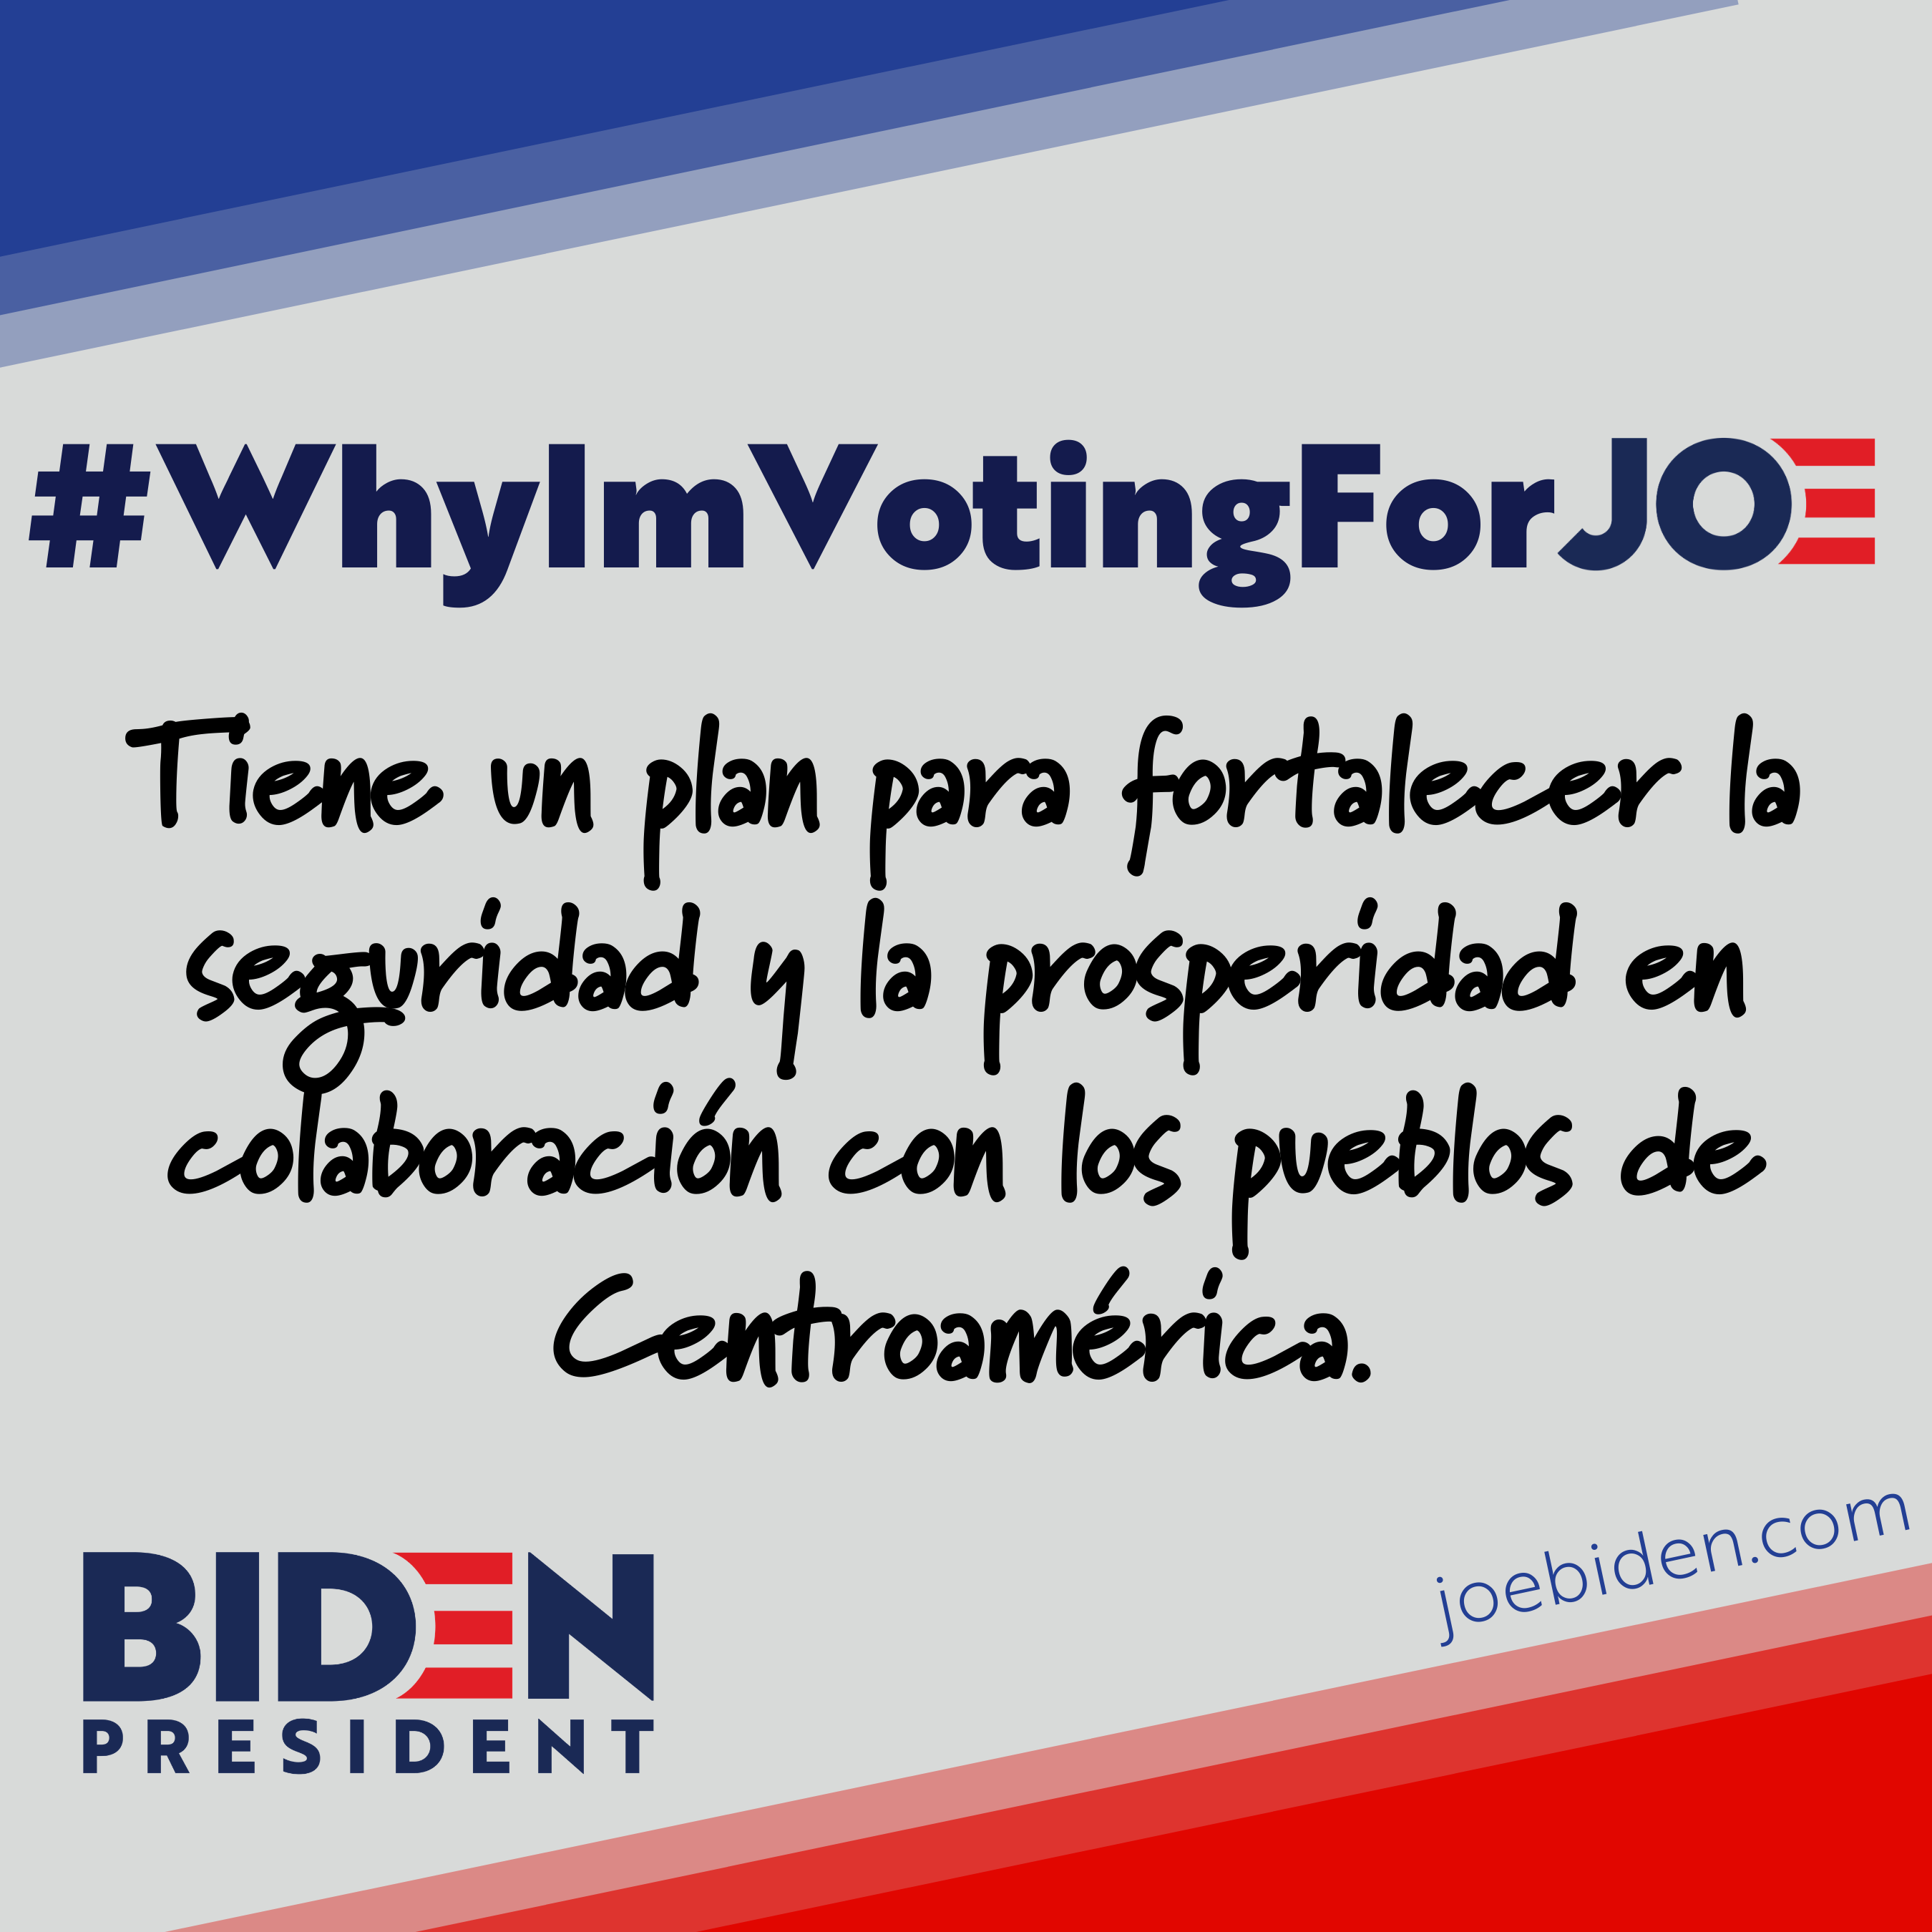 #WhyImVotingForJOE
Tiene un plan para fortalecer la
seguridad y la prosperidad en
colaboración con los pueblos de
Centroamérica.
joebiden.com
BIDEN
PRESIDENT